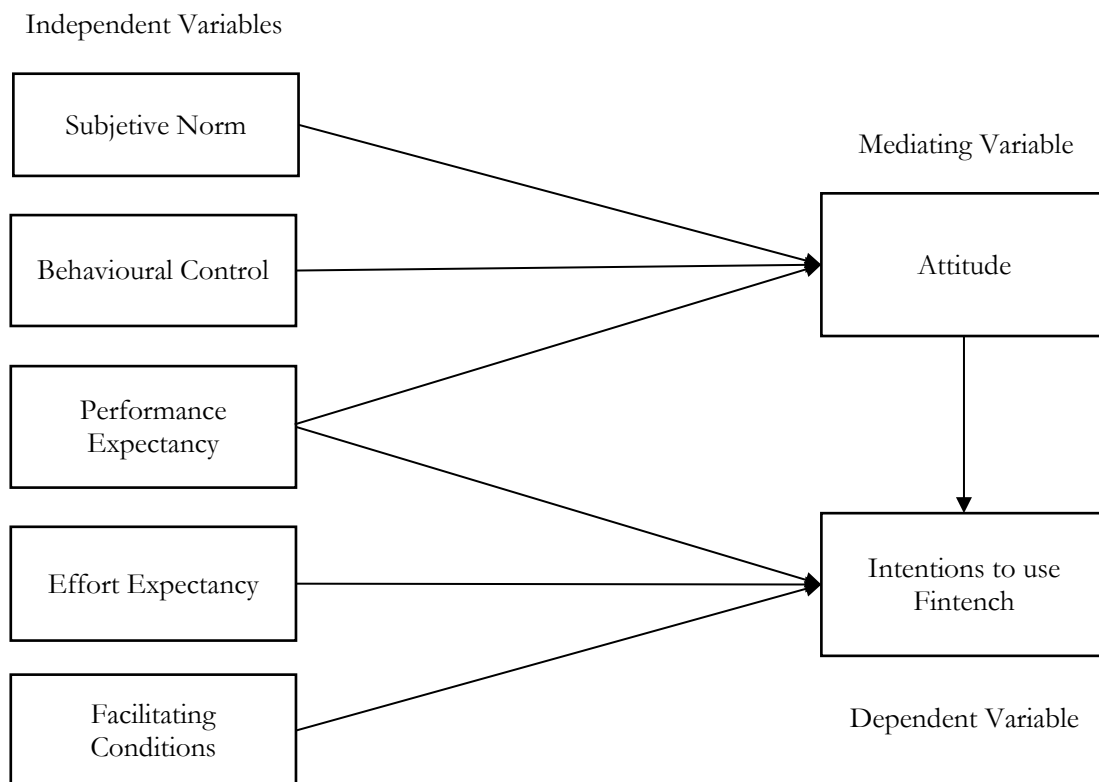 Independent Variables
Subjetive Norm
Mediating Variable
Behavioural Control
Attitude
Performance
Expectancy
Effort Expectancy
Intentions to use
Fintench
Facilitating
Conditions
Dependent Variable